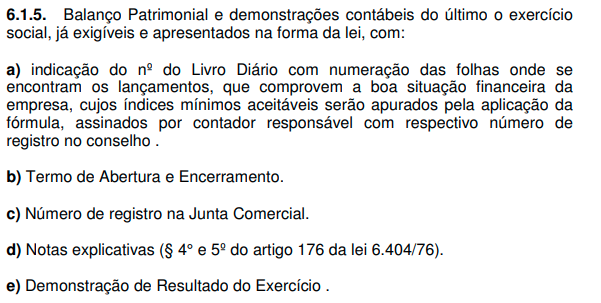 6.1.5. Balanço Patrimonial e demonstrações contábeis do último o exercício
social, já exigíveis e apresentados na forma da lei, com:
a) indicação do nº do Livro Diário com numeração das folhas onde se
encontram os lançamentos, que comprovem a boa situação financeira da
empresa, cujos índices mínimos aceitáveis serão apurados pela aplicação da
fórmula, assinados por contador responsável com respectivo número de
registro no conselho .
b) Termo de Abertura e Encerramento.
c) Número de registro na Junta Comercial.
d) Notas explicativas (§ 4° e 5º do artigo 176 da lei 6.404/76).
e) Demonstração de Resultado do Exercício .